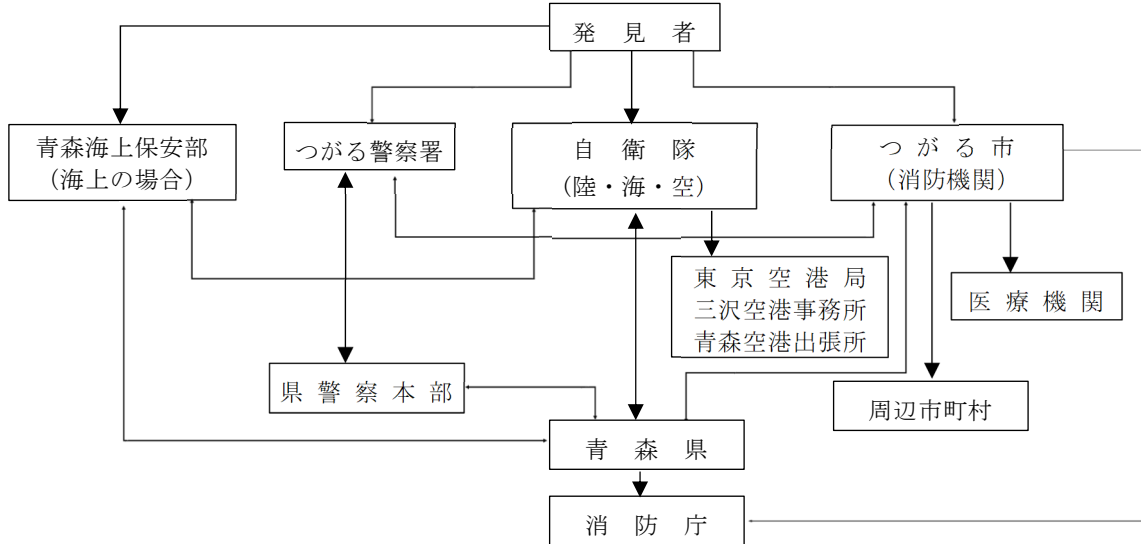 発見者
青森海上保安部
（海上の場合）
つがる警察署
自衛隊
（陸・海・空）
つがる市
（消防機関）
東京空港局
三沢空港事務所
青森空港出張所
医療機関
県警察本部
周辺市町村
青森県
消防庁